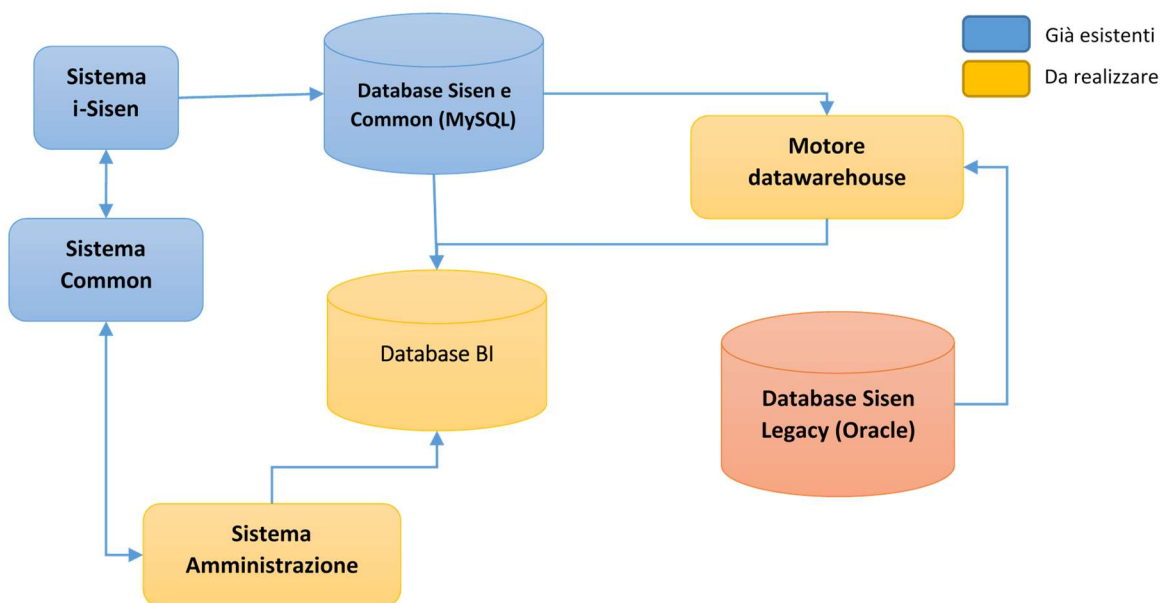 Già esistenti
Da realizzare
Sistema
i-Sisen
Database Sisen e
Common (MySQL)
Motore
datawarehouse
Sistema
Common
Database BI
Database Sisen
Legacy (Oracle)
Sistema
Amministrazione